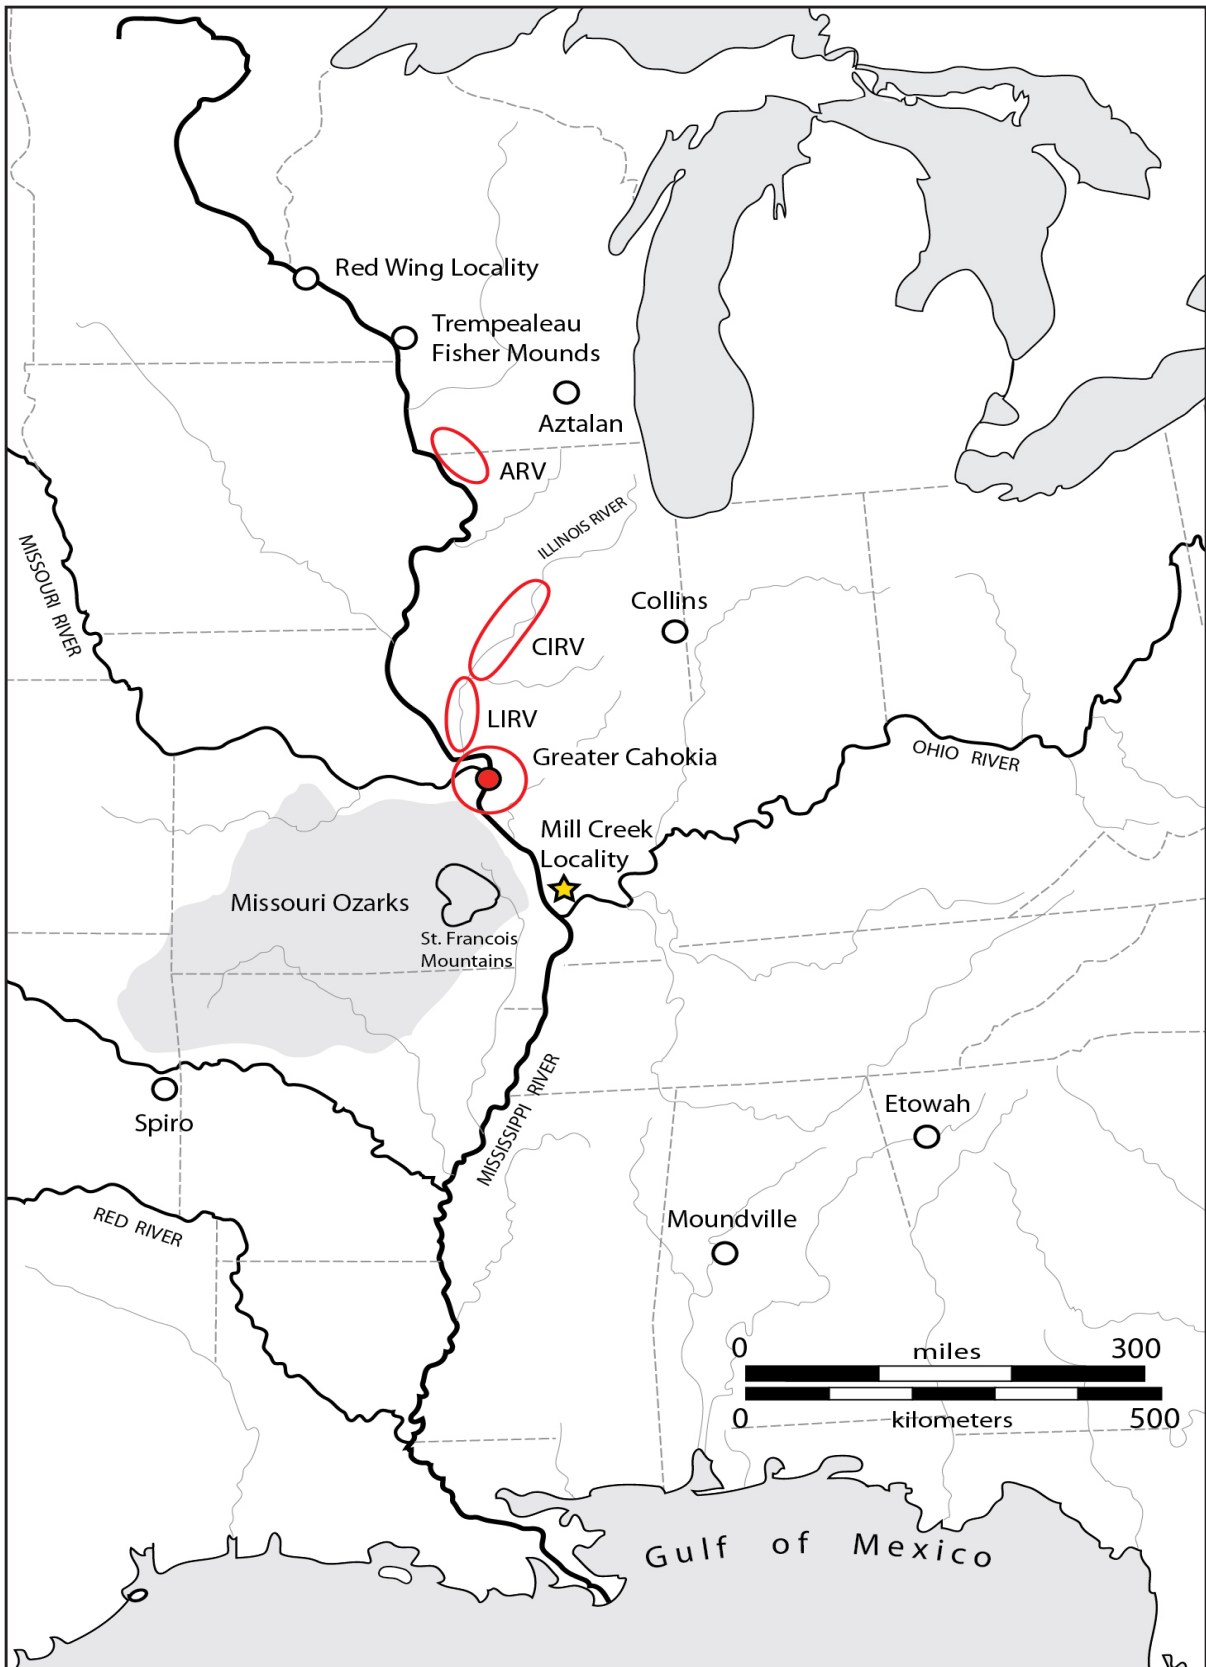 Red Wing Locality
Trempealeau
Fisher Mounds
Aztalan
ARV
ILLINOIS RIVER
MISSOURI RIVER
Collins
CIRV
LIRV
Greater Cahokia
OHIO RIVER
Mill Creek
Locality
Missouri Ozarks
St. Francois
Mountains
MISSISSIPPI RIVER
Spiro
Etowah
RED RIVER
Moundville
0 miles 300
0 kilometers 500
Gulf of Mexico